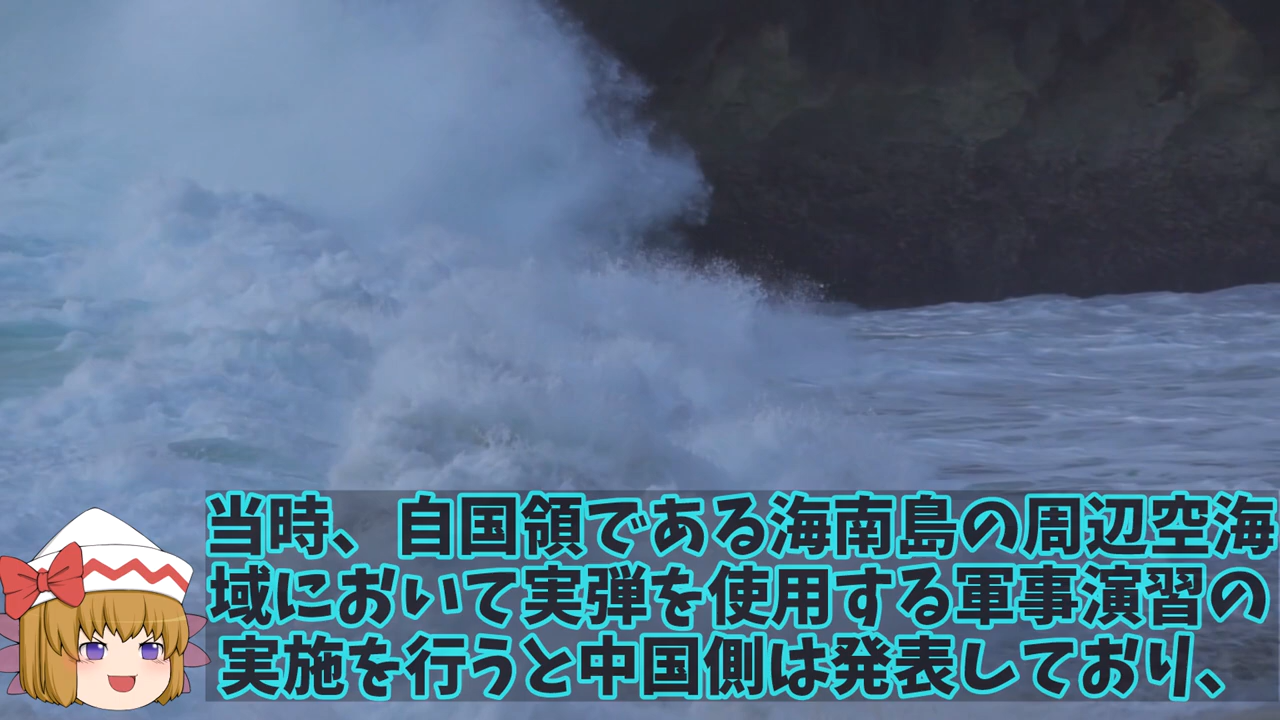 当時、自国領である海南島の周辺空海
域において実弾を使用する軍事演習の
実施を行うと中国側は発表しており、